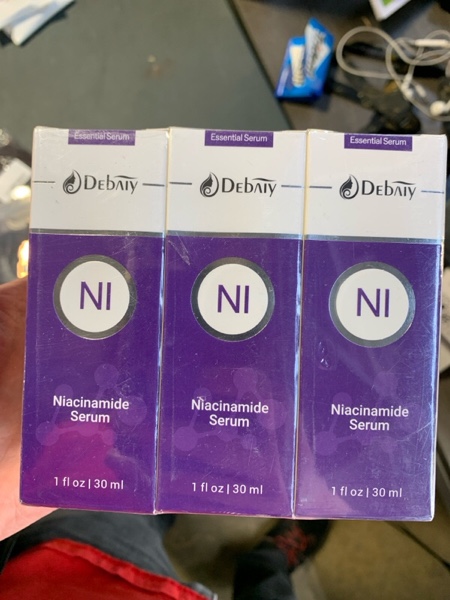 Essential Serum
DEBAIY
NI
Niacinamide
Serum
1 fl oz | 30 ml
Essential Serum
DEBAIY
NI
Niacinamide
Serum
1 fl oz | 30 ml
Essential Serum
DEBAIY
NI
Niacinamide
Serum
1 fl oz | 30 ml